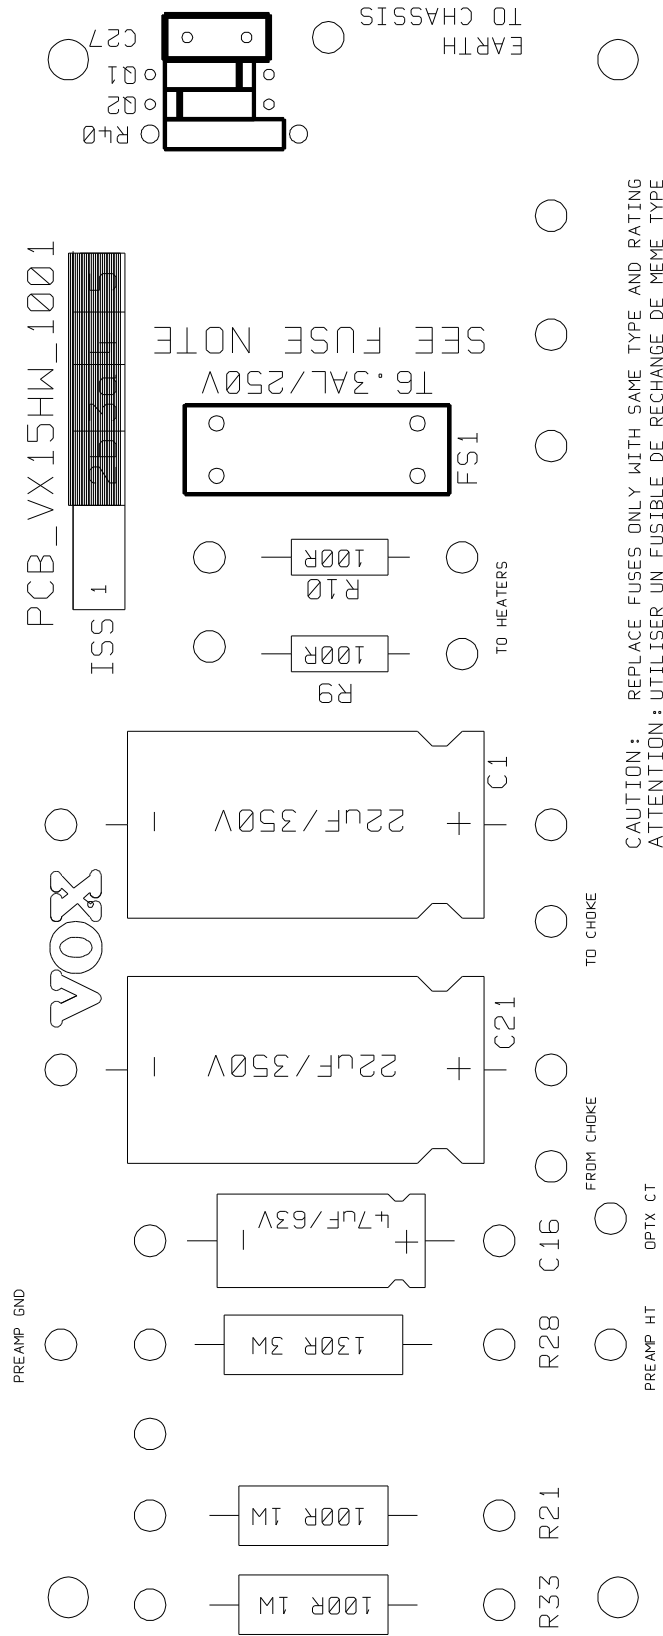 C27
EARTH
TO CHASSIS
Q1
Q2
R40
PCB_VX15HW_1001
ISS 1
SEE FUSE NOTE
T6.3AL/250V
FS1
CAUTION: REPLACE FUSES ONLY WITH SAME TYPE AND RATING
ATTENTION: UTILISER UN FUSIBLE DE RECHANGE DE MEME TYPE
100R
R10
TO HEATERS
100R
R9
C1
22uF/350V
VOX
TO CHOKE
C21
22uF/350V
FROM CHOKE
47uF/63V
C16
OPTX CT
PREAMP GND
130R 3W
R28
PREAMP HT
100R 1W
R21
100R 1W
R33